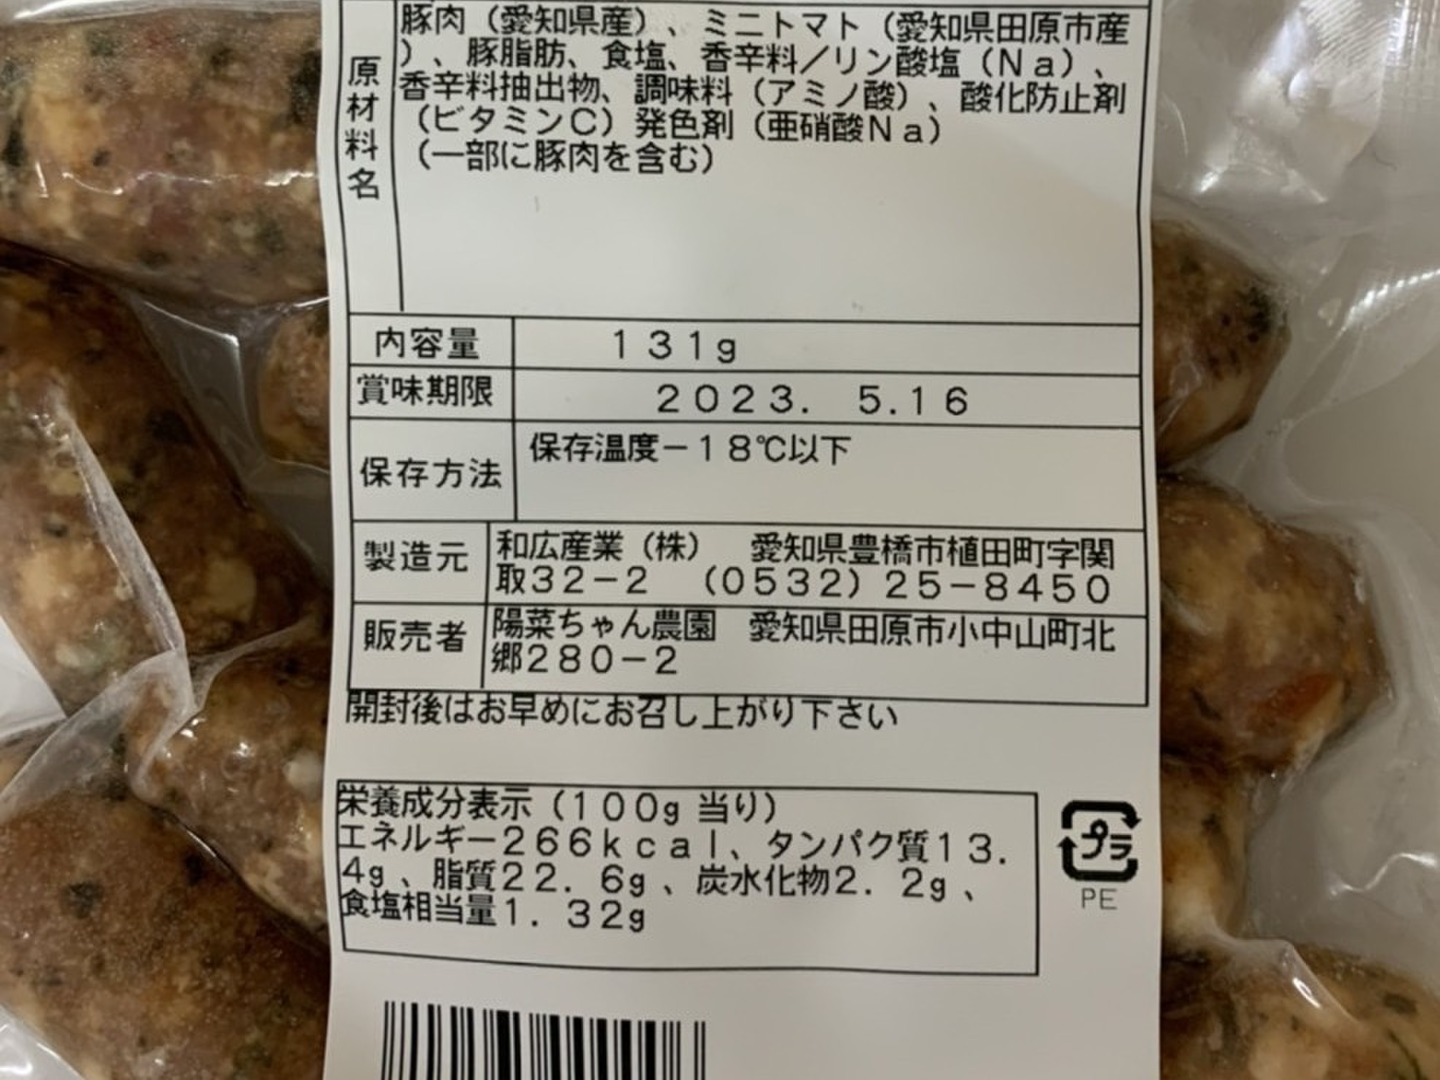 豚肉（愛知県産）、ミニトマト（愛知県田原市産
）、豚脂肪、食塩、香辛料／リン酸塩（Ｎａ）、
香辛料抽出物、調味料（アミノ酸）、酸化防止剤
（ビタミンＣ）発色剤（亜硝酸Ｎａ）
（一部に豚肉を含む）
原材料名
内容量 １３１g
賞味期限 ２０２３. ５.１６
保存方法 保存温度－１８℃以下
製造元 和広産業（株） 愛知県豊橋市植田町字関
取３２－２ （０５３２）２５－８４５０
販売者 陽菜ちゃん農園 愛知県田原市小中山町北
郷２８０－２
開封後はお早めにお召し上がり下さい
栄養成分表示（１００g 当り）
エネルギー２６６ｋｃａｌ、タンパク質１３.
４g、脂質２２. ６g、炭水化物２. ２g、
食塩相当量１. ３２g
プラ
PE